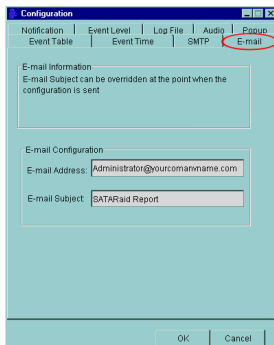 Configuration
Notification Event Level Log File Audio Popup
Event Table Event Time SMTP E-mail
E-mail Information
E-mail Subject can be overridden at the point when the
configuration is sent
E-mail Configuration
E-mail Address: Administrator@yourcomanyname.com
E-mail Subject: SATARaid Report
OK Cancel